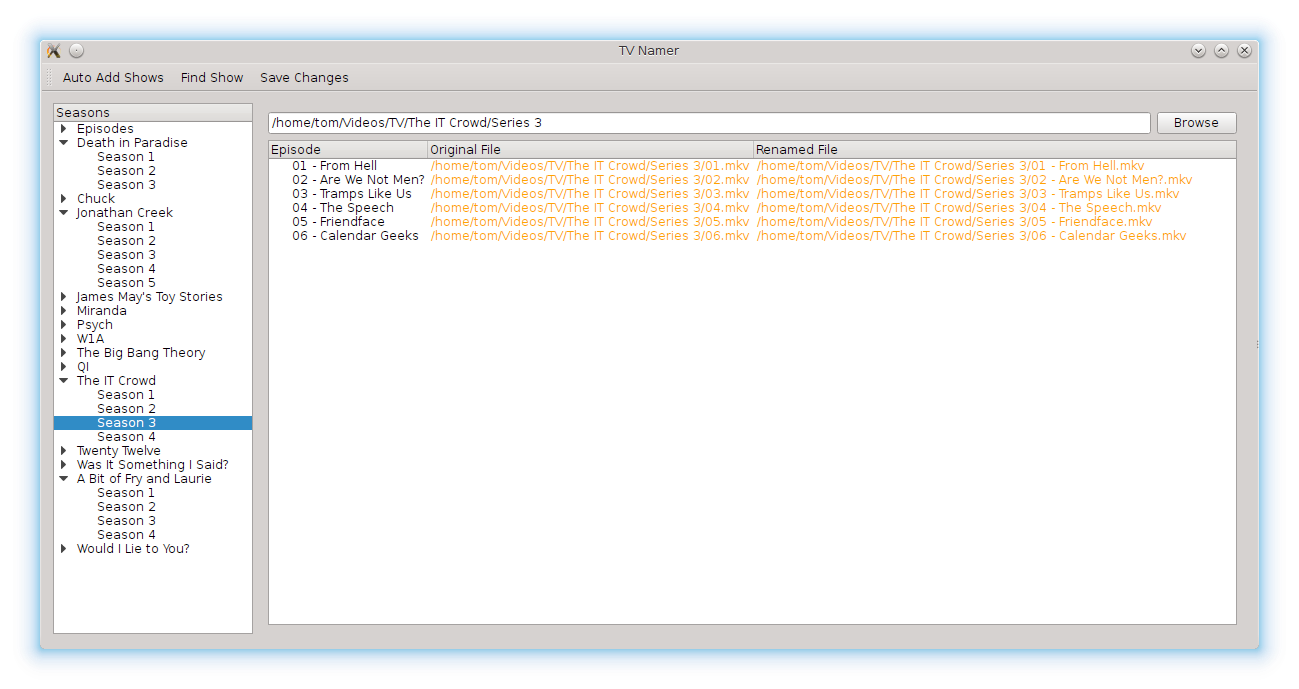 TV Namer
Auto Add Shows Find Show Save Changes
Seasons
Episodes
Death in Paradise
Season 1
Season 2
Season 3
Chuck
Jonathan Creek
Season 1
Season 2
Season 3
Season 4
Season 5
James May's Toy Stories
Miranda
Psych
W1A
The Big Bang Theory
QI
The IT Crowd
Season 1
Season 2
Season 3
Season 4
Twenty Twelve
Was It Something I Said?
A Bit of Fry and Laurie
Season 1
Season 2
Season 3
Season 4
Would I Lie to You?
/home/tom/Videos/TV/The IT Crowd/Series 3 Browse
Episode Original File Renamed File
01 - From Hell /home/tom/Videos/TV/The IT Crowd/Series 3/01.mkv /home/tom/Videos/TV/The IT Crowd/Series 3/01 - From Hell.mkv
02 - Are We Not Men? /home/tom/Videos/TV/The IT Crowd/Series 3/02.mkv /home/tom/Videos/TV/The IT Crowd/Series 3/02 - Are We Not Men?.mkv
03 - Tramps Like Us /home/tom/Videos/TV/The IT Crowd/Series 3/03.mkv /home/tom/Videos/TV/The IT Crowd/Series 3/03 - Tramps Like Us.mkv
04 - The Speech /home/tom/Videos/TV/The IT Crowd/Series 3/04.mkv /home/tom/Videos/TV/The IT Crowd/Series 3/04 - The Speech.mkv
05 - Friendface /home/tom/Videos/TV/The IT Crowd/Series 3/05.mkv /home/tom/Videos/TV/The IT Crowd/Series 3/05 - Friendface.mkv
06 - Calendar Geeks /home/tom/Videos/TV/The IT Crowd/Series 3/06.mkv /home/tom/Videos/TV/The IT Crowd/Series 3/06 - Calendar Geeks.mkv